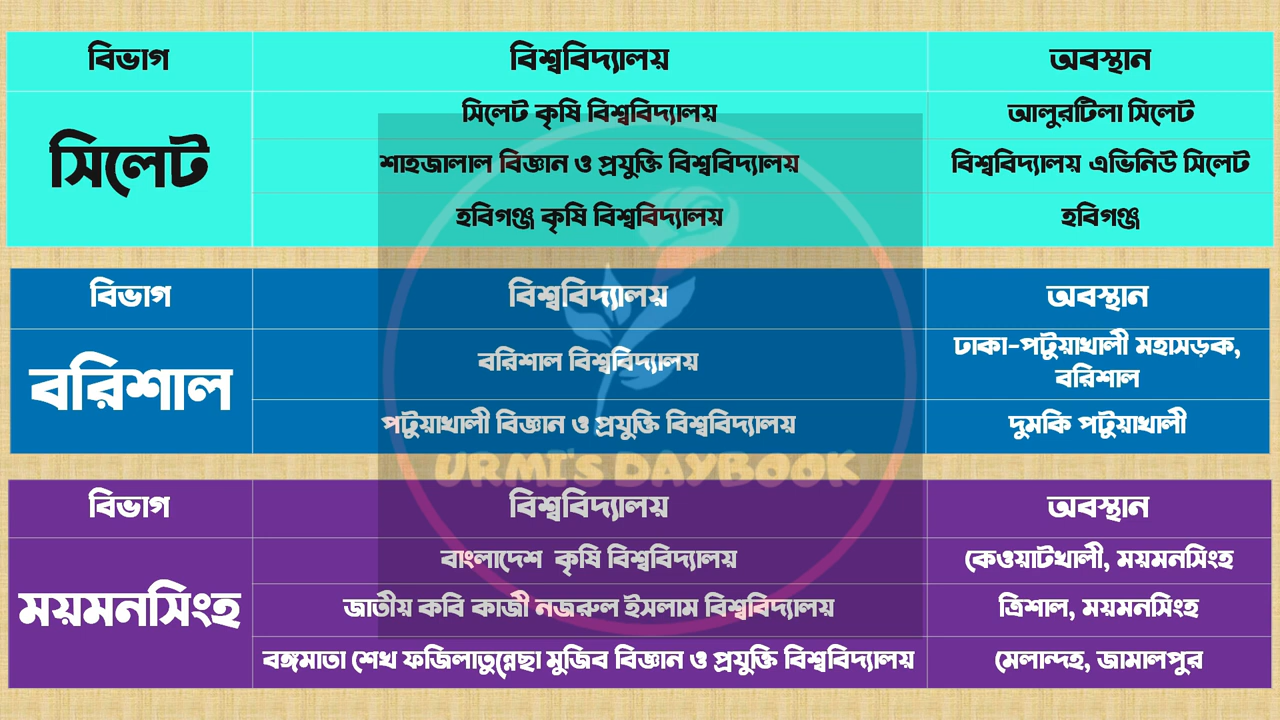 বিভাগ বিশ্ববিদ্যালয় অবস্থান
সিলেট
সিলেট কৃষি বিশ্ববিদ্যালয় আলুরটিলা সিলেট
শাহজালাল বিজ্ঞান ও প্রযুক্তি বিশ্ববিদ্যালয় বিশ্ববিদ্যালয় এভিনিউ সিলেট
হবিগঞ্জ কৃষি বিশ্ববিদ্যালয় হবিগঞ্জ
বিভাগ বিশ্ববিদ্যালয় অবস্থান
বরিশাল
বরিশাল বিশ্ববিদ্যালয় ঢাকা-পটুয়াখালী মহাসড়ক,
বরিশাল
পটুয়াখালী বিজ্ঞান ও প্রযুক্তি বিশ্ববিদ্যালয় দুমকি পটুয়াখালী
URMI'S DAYBOOK
বিভাগ বিশ্ববিদ্যালয় অবস্থান
ময়মনসিংহ
বাংলাদেশ কৃষি বিশ্ববিদ্যালয় কেওয়াটখালী, ময়মনসিংহ
জাতীয় কবি কাজী নজরুল ইসলাম বিশ্ববিদ্যালয় ত্রিশাল, ময়মনসিংহ
বঙ্গমাতা শেখ ফজিলাতুন্নেছা মুজিব বিজ্ঞান ও প্রযুক্তি বিশ্ববিদ্যালয় মেলান্দহ, জামালপুর